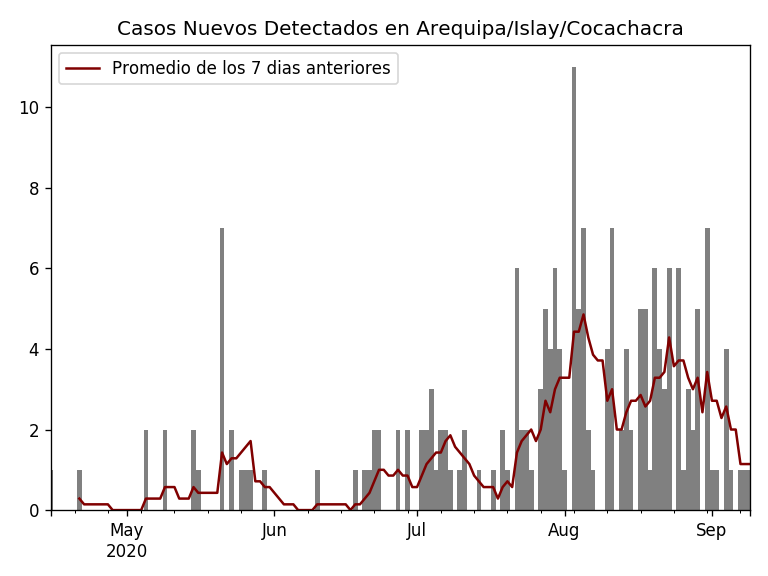 Casos Nuevos Detectados en Arequipa/Islay/Cocachacra
Promedio de los 7 dias anteriores
10
8
6
4
2
0
May Jun Jul Aug Sep
2020